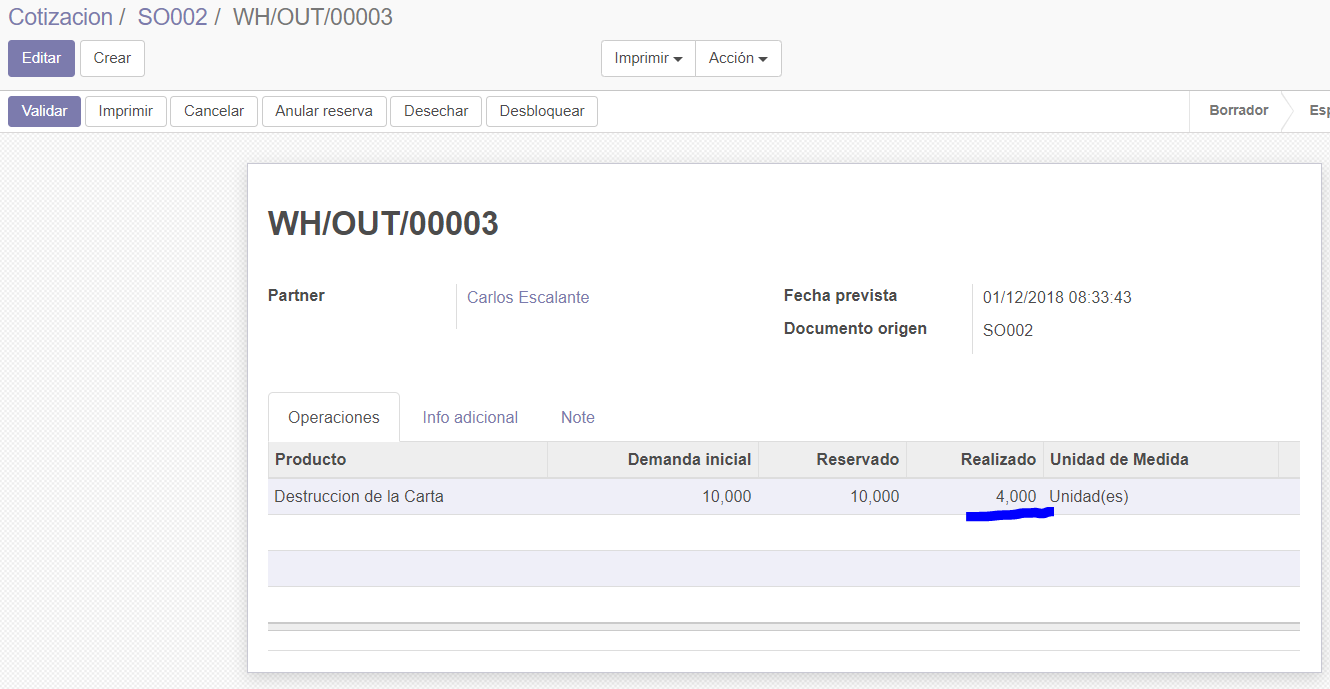 Cotizacion / SO002 / WH/OUT/00003
Editar Crear Imprimir Acción
Validar Imprimir Cancelar Anular reserva Desechar Desbloquear Borrador Esp
WH/OUT/00003
Partner Carlos Escalante Fecha prevista 01/12/2018 08:33:43
Documento origen SO002
Operaciones Info adicional Note
Producto Demanda inicial Reservado Realizado Unidad de Medida
Destruccion de la Carta 10,000 10,000 4,000 Unidad(es)